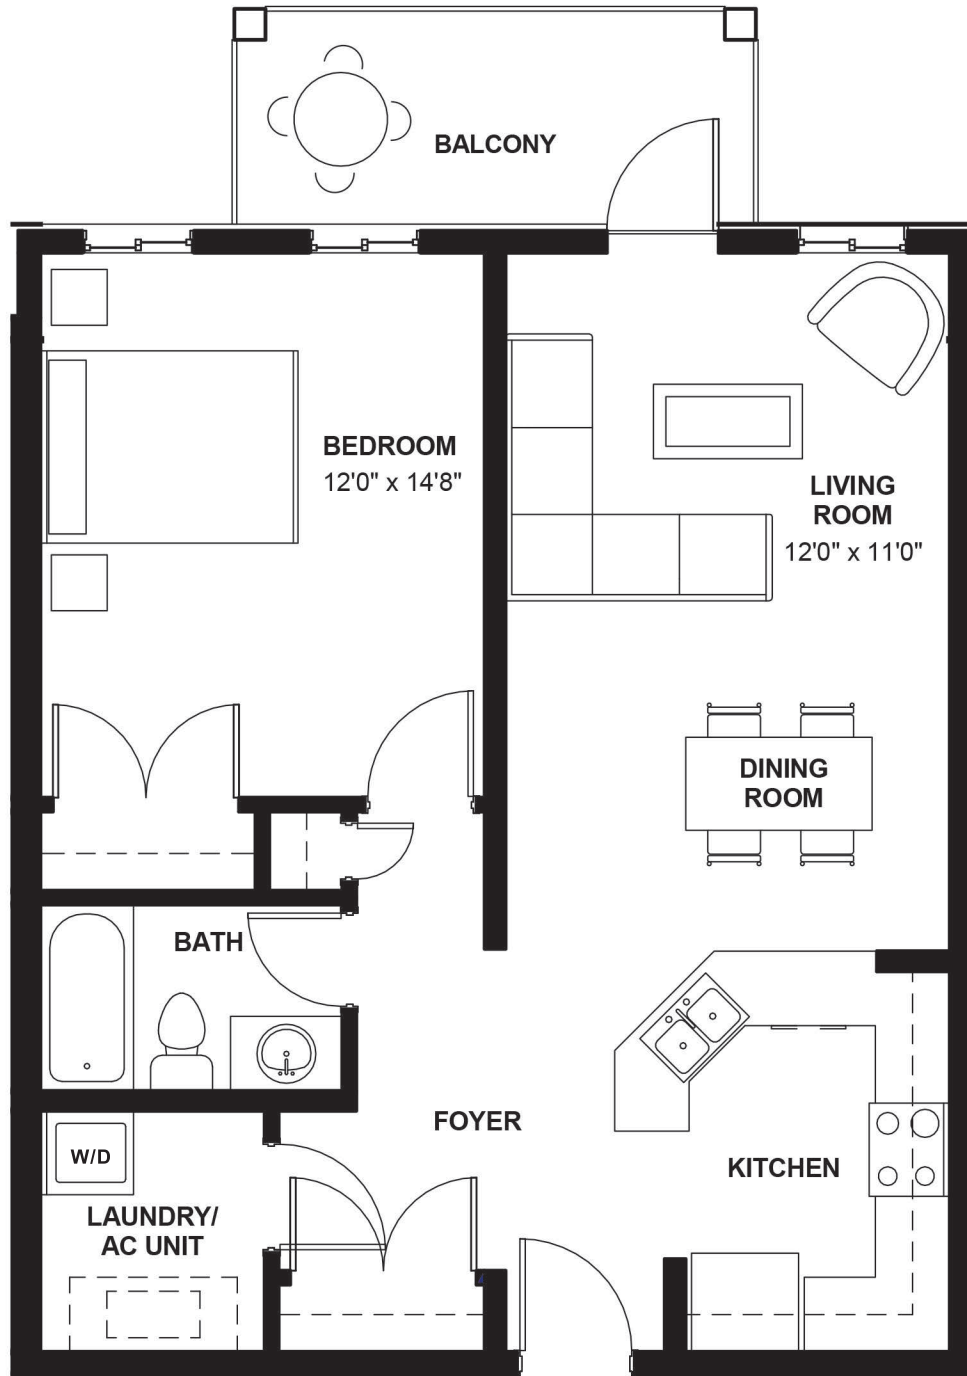 BALCONY
BEDROOM
12'0" x 14'8"
LIVING
ROOM
12'0" x 11'0"
DINING
ROOM
BATH
FOYER
KITCHEN
W/D
LAUNDRY/
AC UNIT